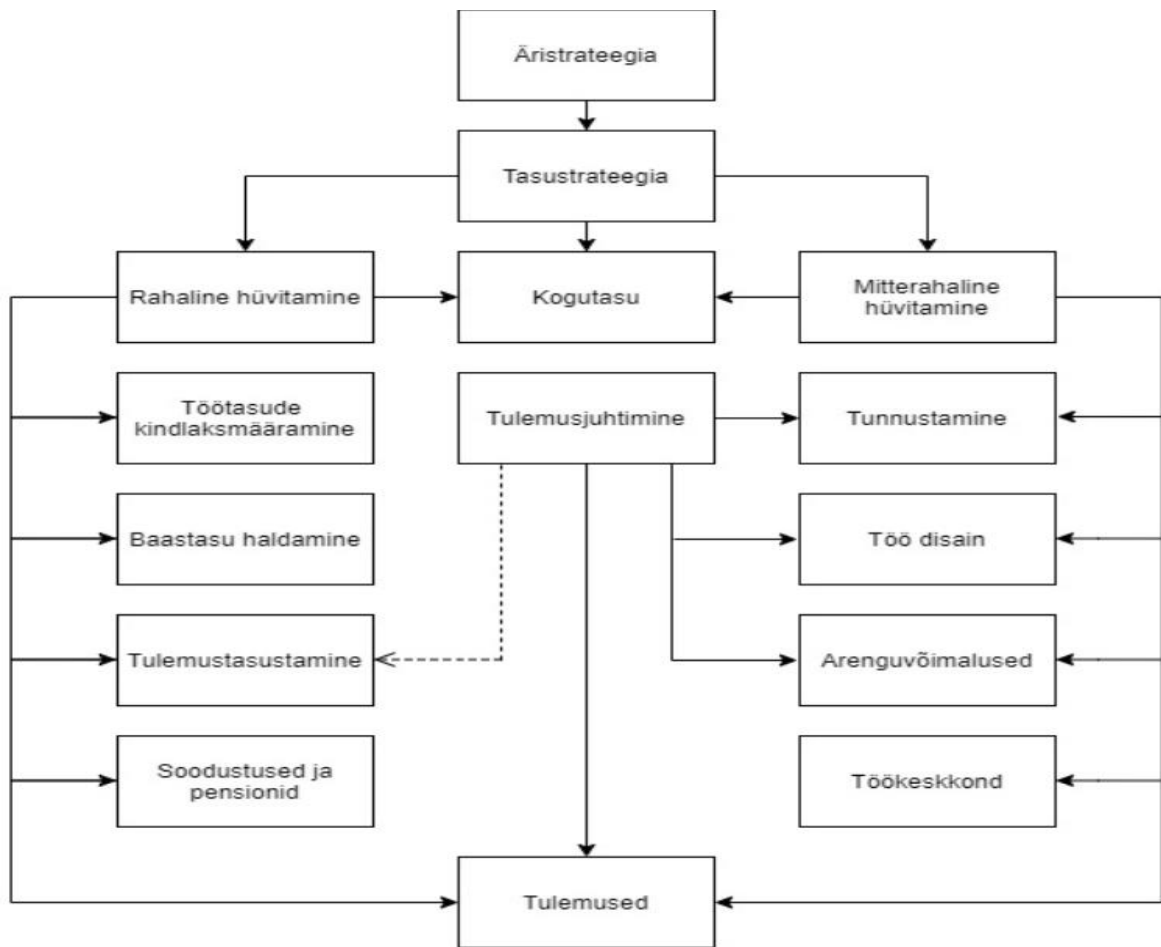 Äristrateegia
Tasustrateegia
Rahaline hüvitamine
Kogutasu
Mitterahaline
hüvitamine
Töötasude
kindlaksmääramine
Tulemusjuhtimine
Tunnustamine
Baastasu haldamine
Töö disain
Tulemustasustamine
Arenguvõimalused
Soodustused ja
pensionid
Töökeskkond
Tulemused